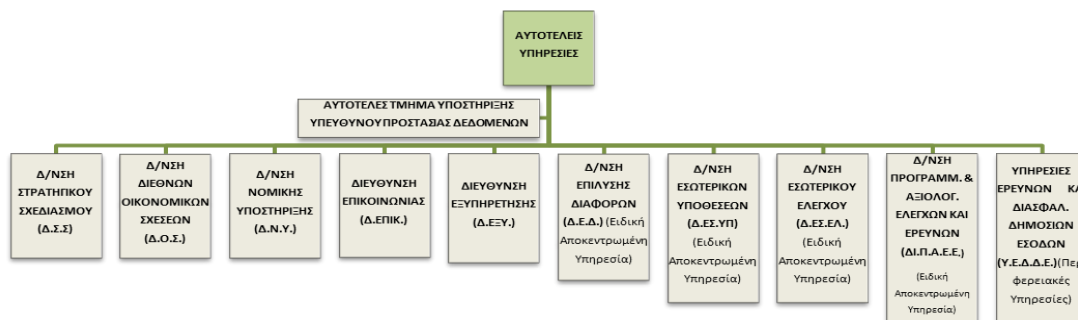 ΑΥΤΟΤΕΛΕΙΣ
ΥΠΗΡΕΣΙΕΣ
ΑΥΤΟΤΕΛΕΣ ΤΜΗΜΑ ΥΠΟΣΤΗΡΙΞΗΣ
ΥΠΕΥΘΥΝΟΥ ΠΡΟΣΤΑΣΙΑΣ ΔΕΔΟΜΕΝΩΝ
Δ/ΝΣΗ
ΣΤΡΑΤΗΓΙΚΟΥ
ΣΧΕΔΙΑΣΜΟΥ
(Δ.Σ.Σ)
Δ/ΝΣΗ
ΔΙΕΘΝΩΝ
ΟΙΚΟΝΟΜΙΚΩΝ
ΣΧΕΣΕΩΝ
(Δ.Ο.Σ.)
Δ/ΝΣΗ
ΝΟΜΙΚΗΣ
ΥΠΟΣΤΗΡΙΞΗΣ
(Δ.Ν.Υ.)
ΔΙΕΥΘΥΝΣΗ
ΕΠΙΚΟΙΝΩΝΙΑΣ
(Δ.ΕΠΙΚ.)
ΔΙΕΥΘΥΝΣΗ
ΕΞΥΠΗΡΕΤΗΣΗΣ
(Δ.ΕΞΥ.)
Δ/ΝΣΗ
ΕΠΙΛΥΣΗΣ
ΔΙΑΦΟΡΩΝ
(Δ.Ε.Δ.) (Ειδική
Αποκεντρωμένη
Υπηρεσία)
Δ/ΝΣΗ
ΕΣΩΤΕΡΙΚΩΝ
ΥΠΟΘΕΣΕΩΝ
(Δ.ΕΣ.ΥΠ)
(Ειδική
Αποκεντρωμένη
Υπηρεσία)
Δ/ΝΣΗ
ΕΣΩΤΕΡΙΚΟΥ
ΕΛΕΓΧΟΥ
(Δ.ΕΣ.ΕΛ.)
(Ειδική
Αποκεντρωμένη
Υπηρεσία)
Δ/ΝΣΗ
ΠΡΟΓΡΑΜΜ. &
ΑΞΙΟΛΟΓ.
ΕΛΕΓΧΩΝ ΚΑΙ
ΕΡΕΥΝΩΝ
(ΔΙ.Π.Α.Ε.Ε.)
(Ειδική
Αποκεντρωμένη
Υπηρεσία)
ΥΠΗΡΕΣΙΕΣ
ΕΡΕΥΝΩΝ ΚΑ
ΔΙΑΣΦΑΛ.
ΔΗΜΟΣΙΩΝ
ΕΣΟΔΩΝ
(Υ.Ε.Δ.Δ.Ε.)(Περ
φερειακές
Υπηρεσίες)